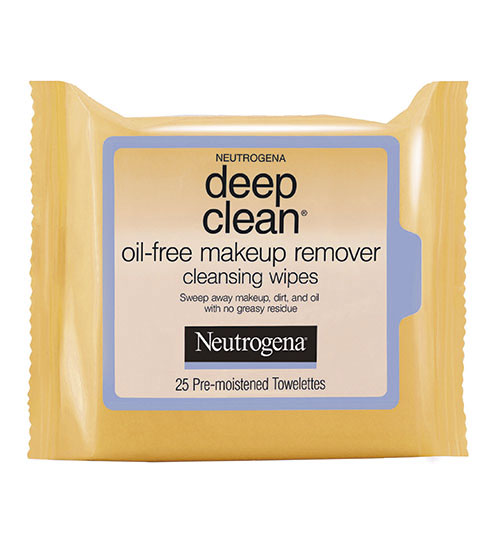 NEUTROGENA
deep
clean®
oil-free makeup remover
cleansing wipes
Sweep away makeup, dirt, and oil
with no greasy residue
Neutrogena®
25 Pre-moistened Towelettes